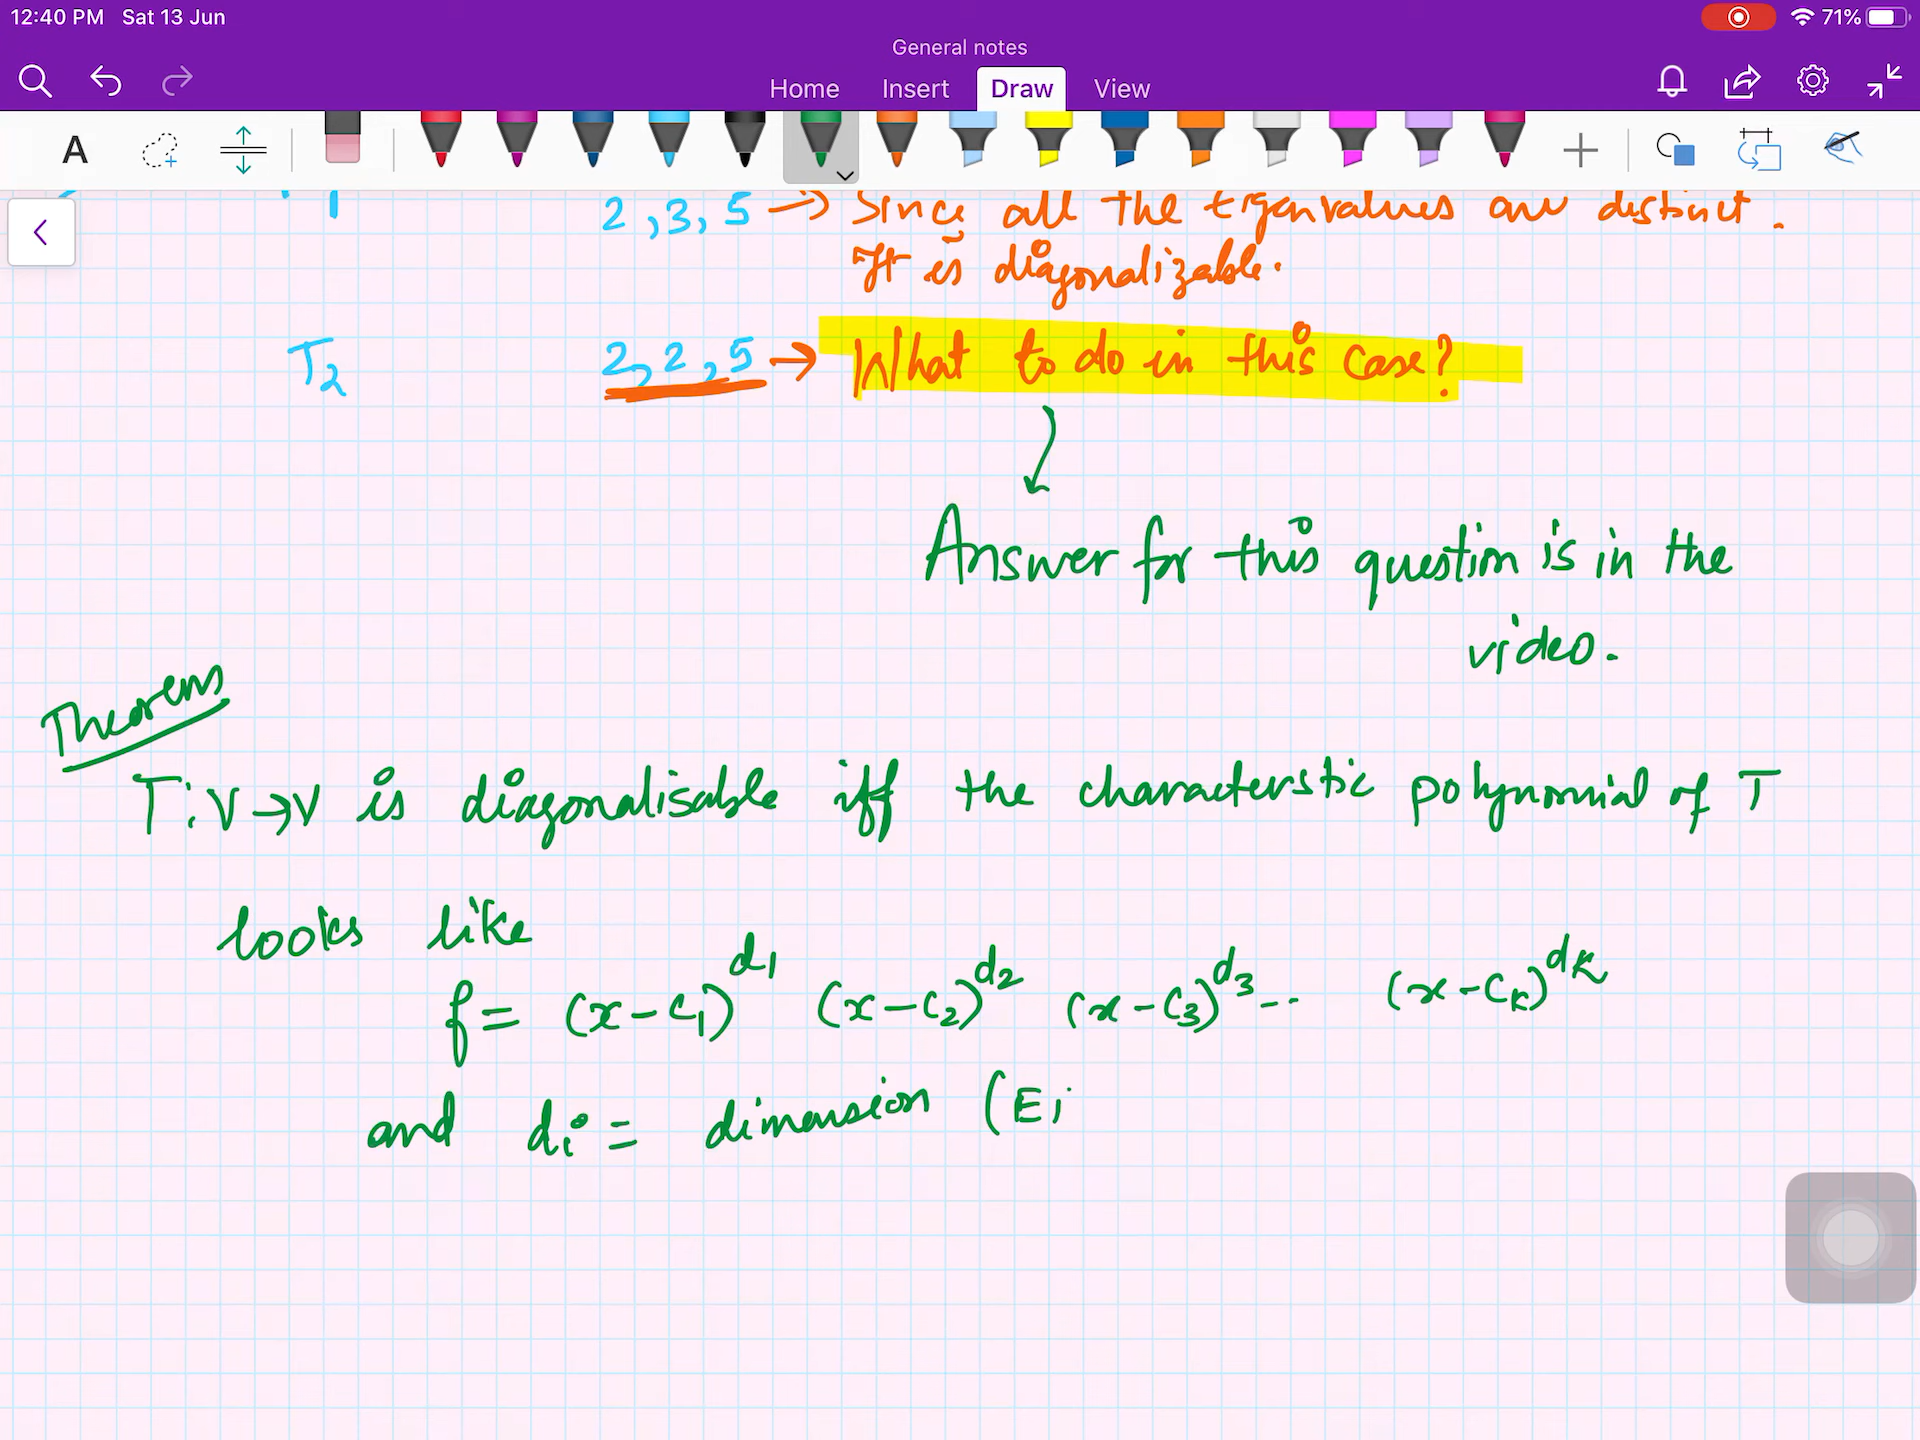 12:40 PM Sat 13 Jun
71%
General notes
Home Insert Draw View
A
2, 3, 5 → Since all the Eigenvalues are distinct.
It is diagonalizable.
T₂ 2, 2, 5 → What to do in this case?
Answer for this question is in the
video.
Theorem
T: V → V is diagonalisable iff the characterstic polynomial of T
looks like
f = (x - c₁)^d₁ (x - c₂)^d₂ (x - c₃)^d₃ -- (x - cₖ)^dₖ
and dᵢ = dimension (E